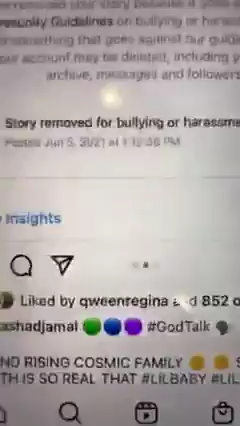 removed your story because it goes a
mmunity Guidelines on bullying or haras
something that goes against our guid
our account may be deleted, including y
archive, messages and followers
Story removed for bullying or harassme
Posted Jun 5, 2021 at 1:12:38 PM
Insights
Liked by qweenregina and 852 o
ashadjamal 🟢🔵🟣 #GodTalk 🗣
ND RISING COSMIC FAMILY 🟡🟡 S
TH IS SO REAL THAT #LILBABY #LIL